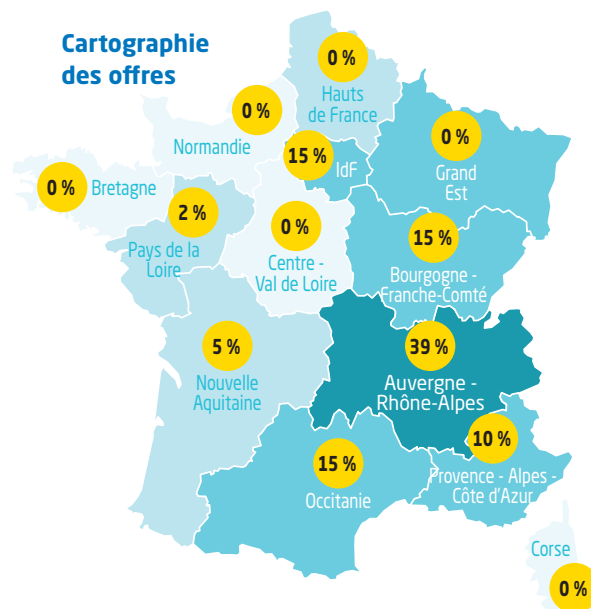 Cartographie
des offres
0 %
Hauts
de France
0 %
Normandie
0 %
Grand
Est
15 %
IdF
0 %
Bretagne
2 %
Pays de la
Loire
0 %
Centre -
Val de Loire
15 %
Bourgogne -
Franche-Comté
5 %
Nouvelle
Aquitaine
39 %
Auvergne -
Rhône-Alpes
10 %
Provence - Alpes -
Côte d'Azur
15 %
Occitanie
Corse
0 %